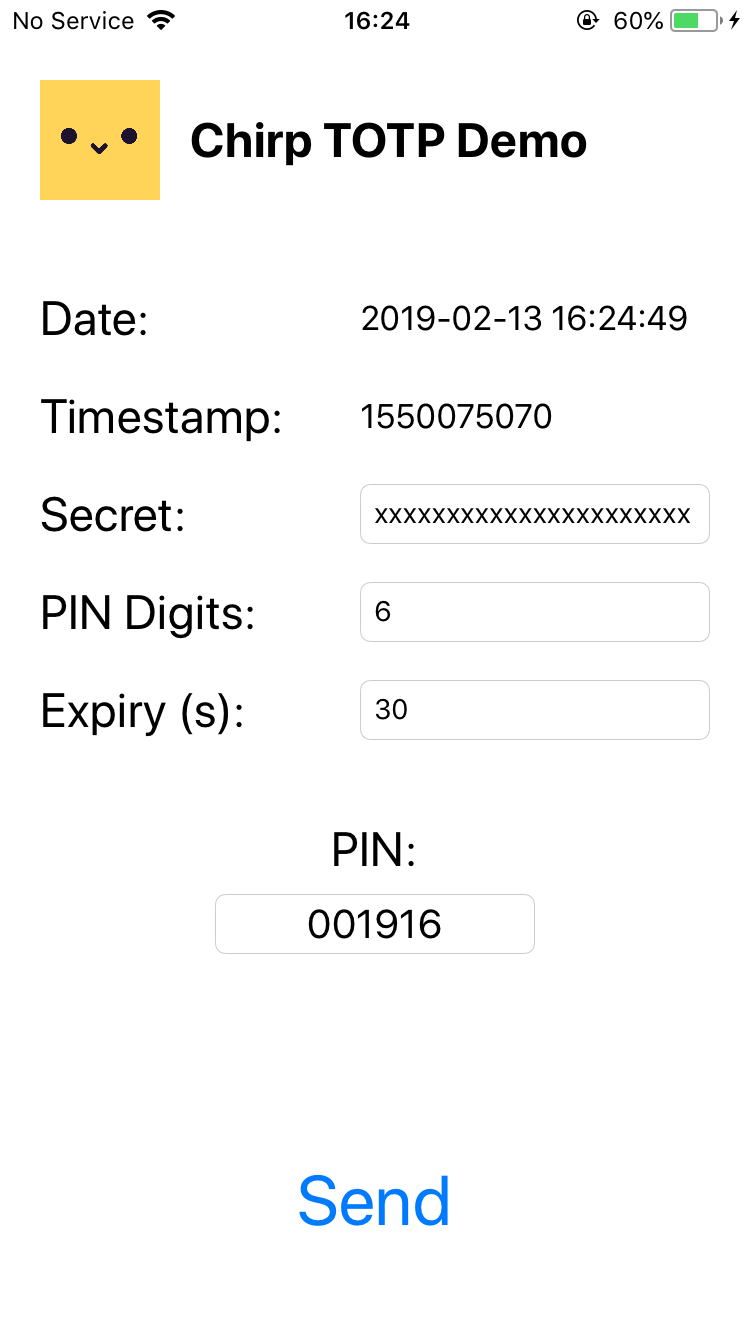 No Service 16:24 60%
Chirp TOTP Demo
Date: 2019-02-13 16:24:49
Timestamp: 1550075070
Secret: xxxxxxxxxxxxxxxxxxxxxx
PIN Digits: 6
Expiry (s): 30
PIN:
001916
Send